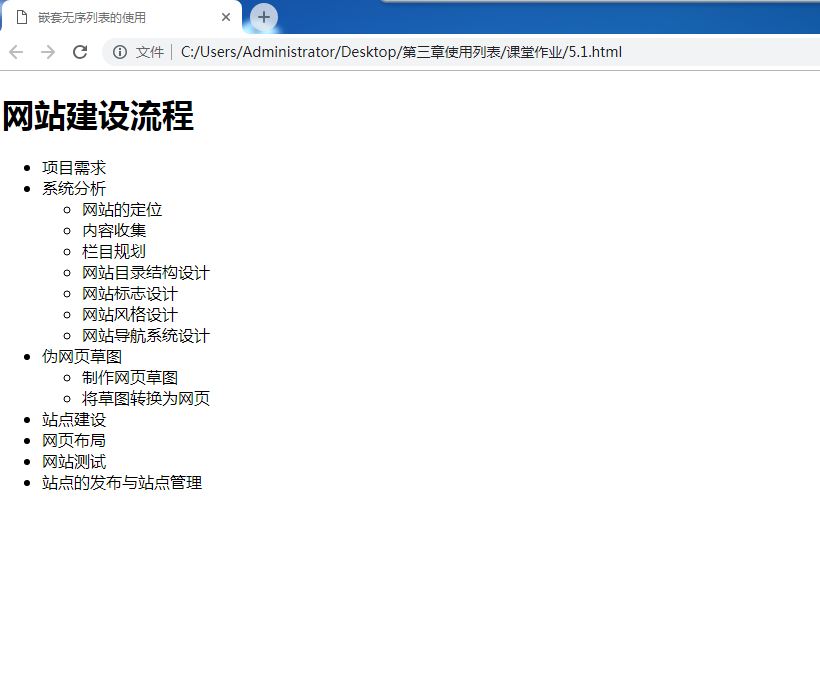 嵌套无序列表的使用
文件 C:/Users/Administrator/Desktop/第三章使用列表/课堂作业/5.1.html
网站建设流程
项目需求
系统分析
网站的定位
内容收集
栏目规划
网站目录结构设计
网站标志设计
网站风格设计
网站导航系统设计
伪网页草图
制作网页草图
将草图转换为网页
站点建设
网页布局
网站测试
站点的发布与站点管理